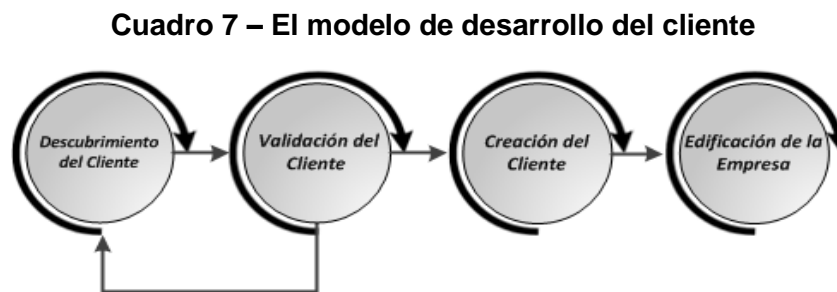 Cuadro 7 – El modelo de desarrollo del cliente
Descubrimiento
del Cliente
Validación del
Cliente
Creación del
Cliente
Edificación de la
Empresa